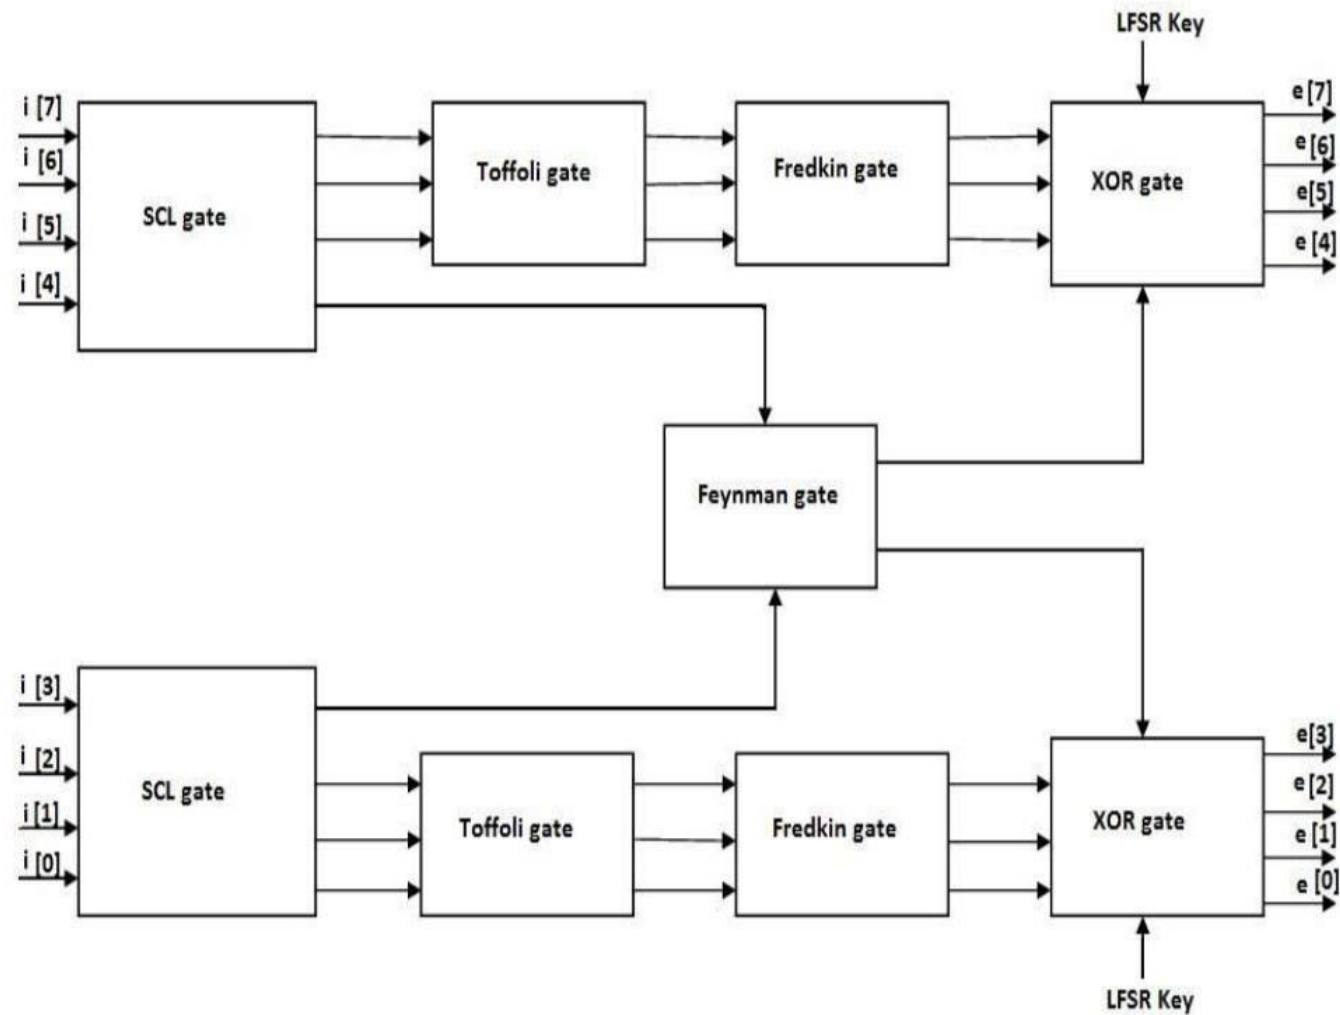 LFSR Key
i [7]
i [6]
i [5]
i [4]
SCL gate
Toffoli gate
Fredkin gate
XOR gate
e[7]
e[6]
e[5]
e[4]
Feynman gate
i [3]
i [2]
i[1]
i[0]
SCL gate
Toffoli gate
Fredkin gate
XOR gate
e[3]
e[2]
e[1]
e[0]
LFSR Key